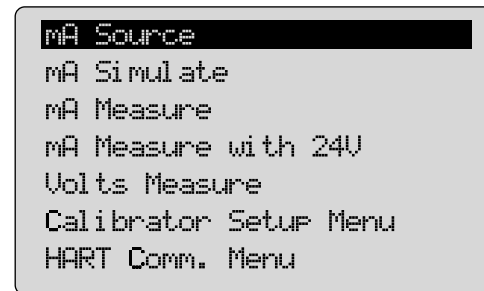 mA Source
mA Simulate
mA Measure
mA Measure with 24V
Volts Measure
Calibrator Setup Menu
HART Comm. Menu